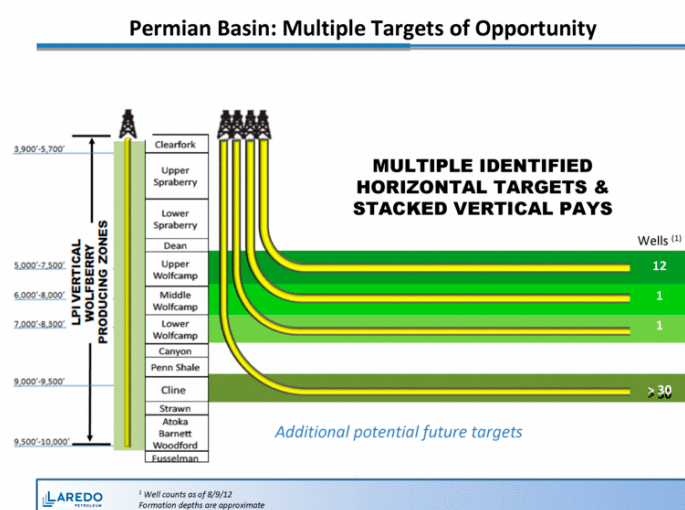 Permian Basin: Multiple Targets of Opportunity
3,900'-5,700'
5,000'-7,500'
6,000'-8,000'
7,000'-8,300'
9,000'-9,500'
9,500'-10,000'
LPI VERTICAL
WOLFBERRY
PRODUCING ZONES
Clearfork
Upper
Spraberry
Lower
Spraberry
Dean
Upper
Wolfcamp
Middle
Wolfcamp
Lower
Wolfcamp
Canyon
Penn Shale
Cline
Strawn
Atoka
Barnett
Woodford
Fusselman
MULTIPLE IDENTIFIED
HORIZONTAL TARGETS &
STACKED VERTICAL PAYS
Wells (1)
12
1
1
> 30
Additional potential future targets
LAREDO
PETROLEUM
1 Well counts as of 8/9/12
Formation depths are approximate